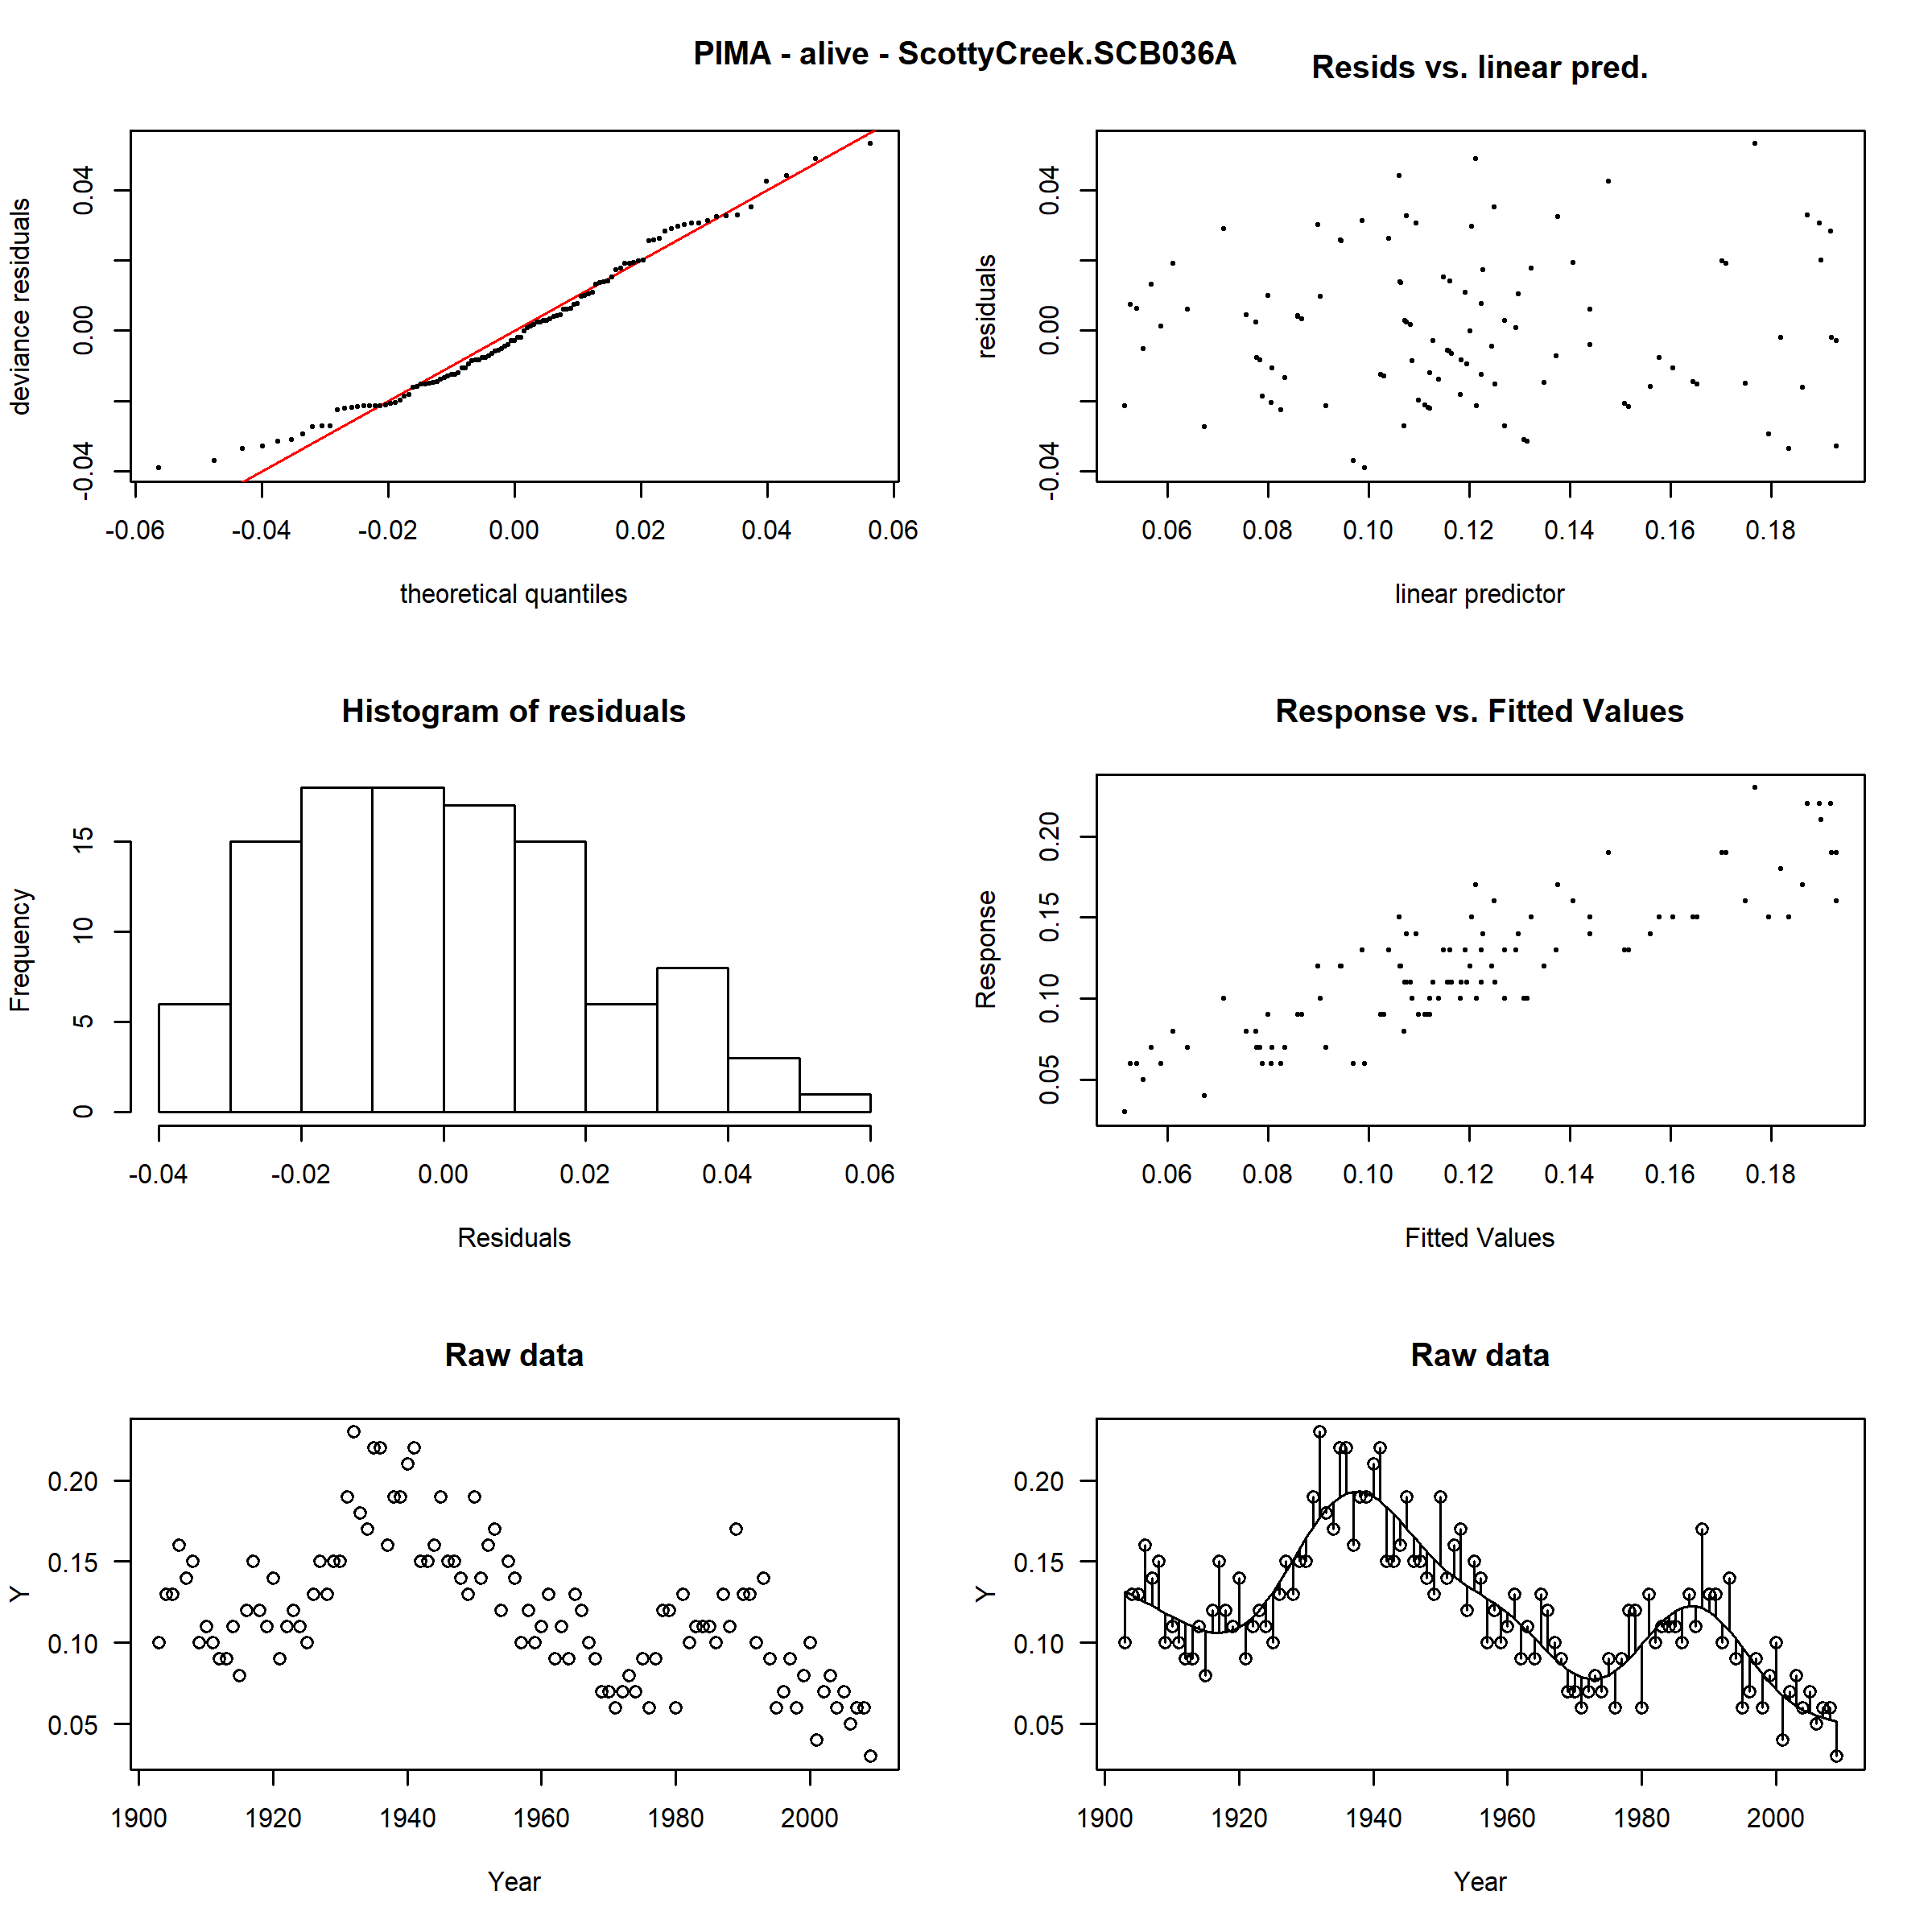 PIMA - alive - ScottyCreek.SCB036A
Resids vs. linear pred.
deviance residuals
-0.04 0.00 0.04
-0.06 -0.04 -0.02 0.00 0.02 0.04 0.06
theoretical quantiles
residuals
-0.04 0.00 0.04
0.06 0.08 0.10 0.12 0.14 0.16 0.18
linear predictor
Histogram of residuals
Frequency
0 5 10 15
-0.04 -0.02 0.00 0.02 0.04 0.06
Residuals
Response vs. Fitted Values
Response
0.05 0.10 0.15 0.20
0.06 0.08 0.10 0.12 0.14 0.16 0.18
Fitted Values
Raw data
Y
0.20
0.15
0.10
0.05
1900 1920 1940 1960 1980 2000
Year
Raw data
Y
0.20
0.15
0.10
0.05
1900 1920 1940 1960 1980 2000
Year